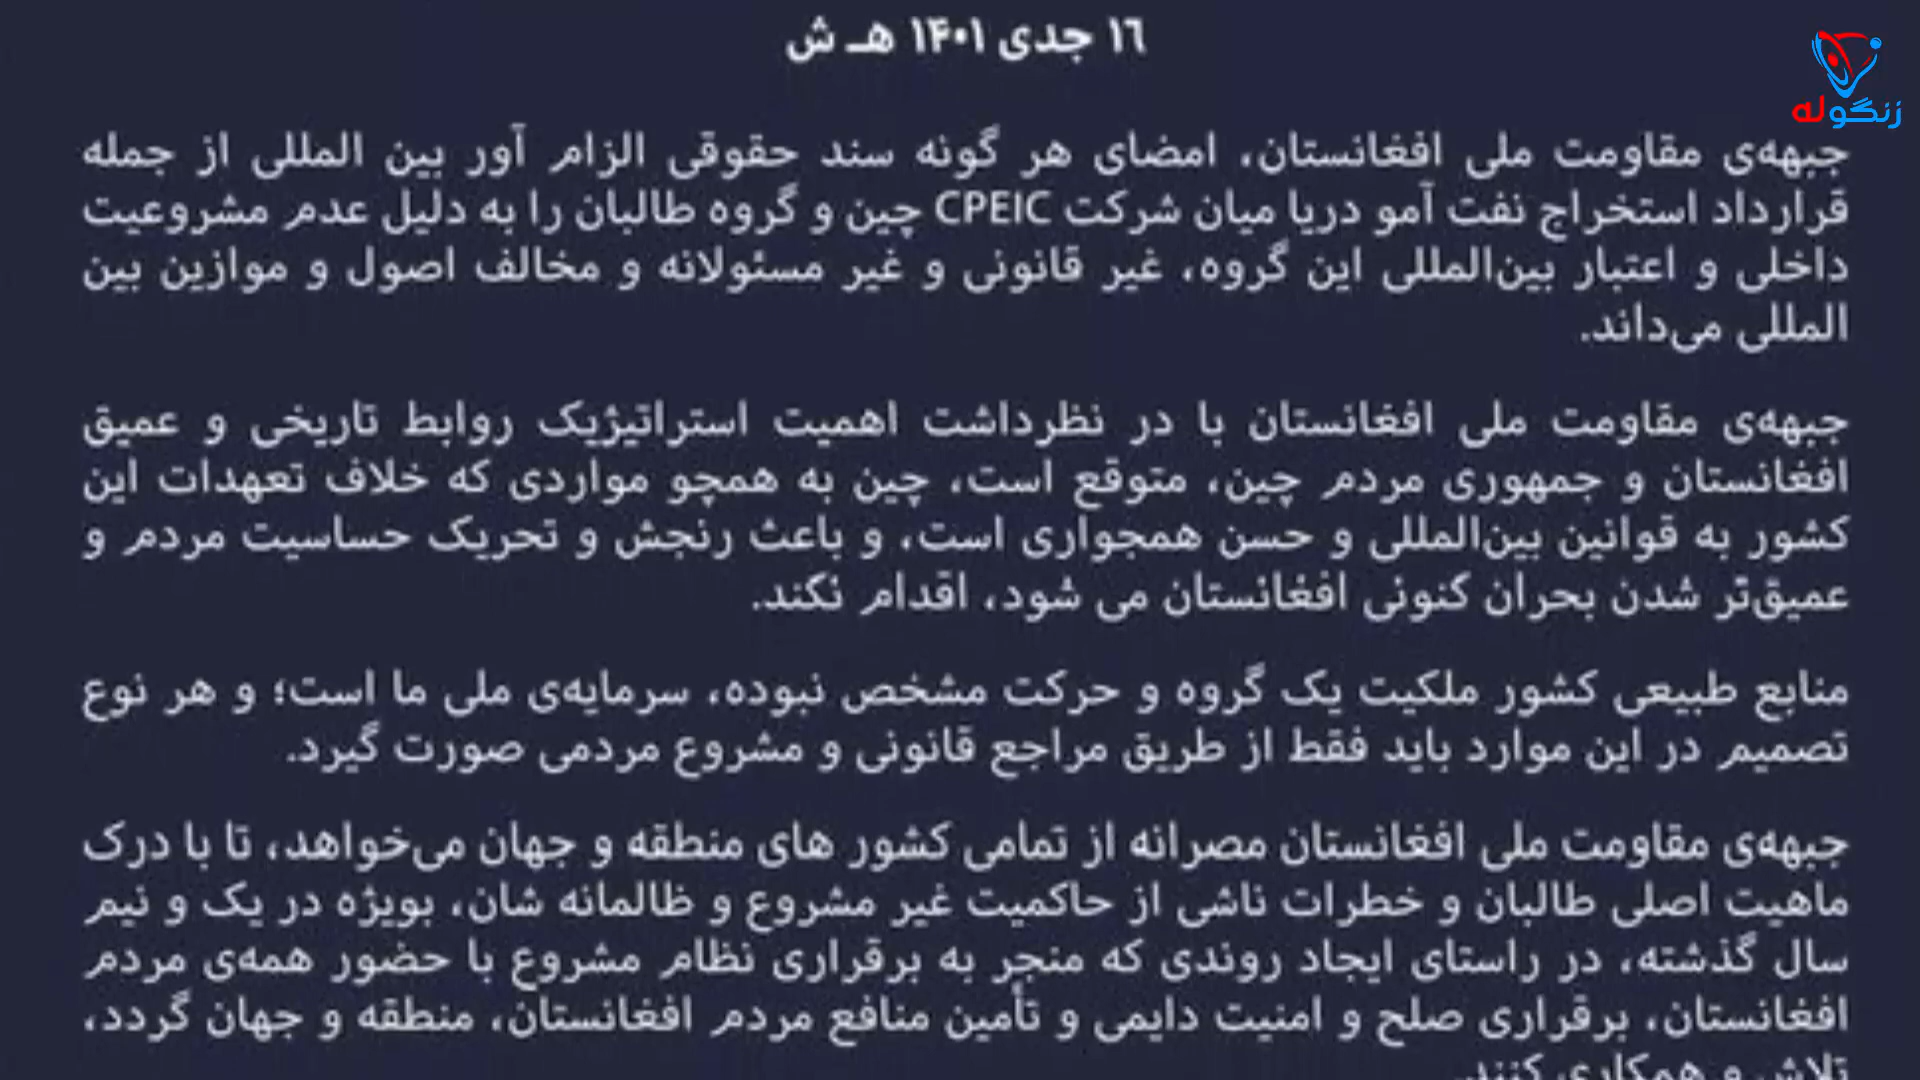 ١٦ جدی ۱۴۰۱ هـ ش
زنگوله
جبهه‌ی مقاومت ملی افغانستان، امضای هر گونه سند حقوقی الزام آور بین المللی از جمله
قرارداد استخراج نفت آمو دریا میان شرکت CPEIC چین و گروه طالبان را به دلیل عدم مشروعیت
داخلی و اعتبار بین‌المللی این گروه، غیر قانونی و غیر مسئولانه و مخالف اصول و موازین بین
المللی می‌داند.
جبهه‌ی مقاومت ملی افغانستان با در نظرداشت اهمیت استراتیژیک روابط تاریخی و عمیق
افغانستان و جمهوری مردم چین، متوقع است، چین به همچو مواردی که خلاف تعهدات این
کشور به قوانین بین‌المللی و حسن همجواری است، و باعث رنجش و تحریک حساسیت مردم و
عمیق‌تر شدن بحران کنونی افغانستان می شود، اقدام نکند.
منابع طبیعی کشور ملکیت یک گروه و حرکت مشخص نبوده، سرمایه‌ی ملی ما است؛ و هر نوع
تصمیم در این موارد باید فقط از طریق مراجع قانونی و مشروع مردمی صورت گیرد.
جبهه‌ی مقاومت ملی افغانستان مصرانه از تمامی کشور های منطقه و جهان می‌خواهد، تا با درک
ماهیت اصلی طالبان و خطرات ناشی از حاکمیت غیر مشروع و ظالمانه شان، بویژه در یک و نیم
سال گذشته، در راستای ایجاد روندی که منجر به برقراری نظام مشروع با حضور همه‌ی مردم
افغانستان، برقراری صلح و امنیت دایمی و تأمین منافع مردم افغانستان، منطقه و جهان گردد،
تلاش و همکاری کنند.